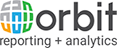 orbit
reporting + analytics